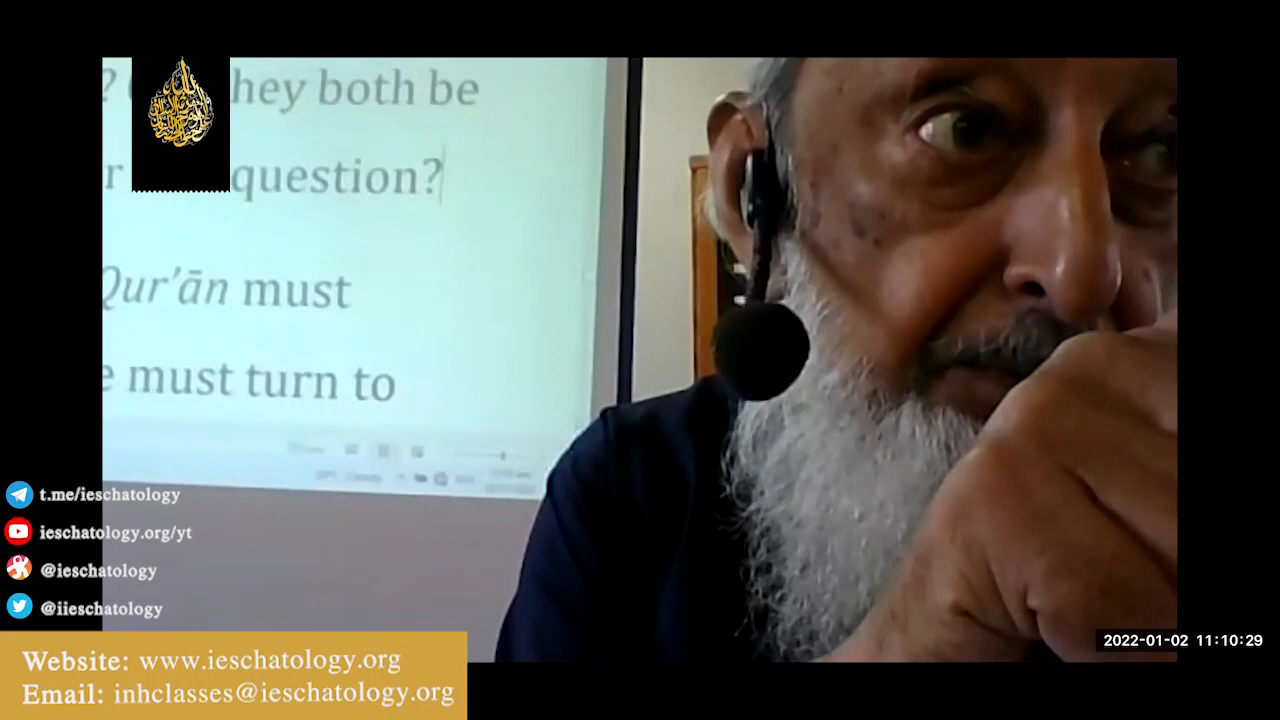 ? hey both be
r question?
Qur’ān must
e must turn to
t.me/ieschatology
ieschatology.org/yt
@ieschatology
@iieschatology
Website: www.ieschatology.org
Email: inhclasses@ieschatology.org
2022-01-02 11:10:29